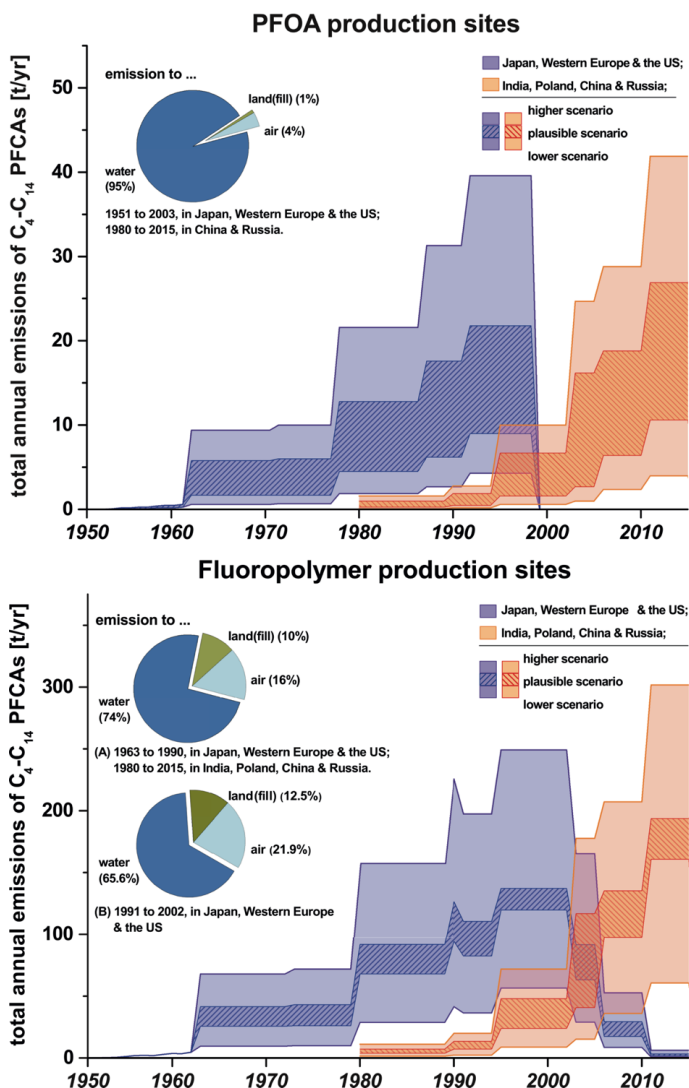 PFOA production sites
total annual emissions of C₄-C₁₄ PFCAs [t/yr]
50
40
30
20
10
0
emission to ...
land(fill) (1%)
air (4%)
water
(95%)
1951 to 2003, in Japan, Western Europe & the US;
1980 to 2015, in China & Russia.
Japan, Western Europe & the US;
India, Poland, China & Russia;
higher scenario
plausible scenario
lower scenario
1950
1960
1970
1980
1990
2000
2010
Fluoropolymer production sites
total annual emissions of C₄-C₁₄ PFCAs [t/yr]
300
200
100
0
emission to ...
land(fill) (10%)
air (16%)
water
(74%)
(A) 1963 to 1990, in Japan, Western Europe & the US;
1980 to 2015, in India, Poland, China & Russia.
land(fill) (12.5%)
air (21.9%)
water
(65.6%)
(B) 1991 to 2002, in Japan, Western Europe
& the US
Japan, Western Europe & the US;
India, Poland, China & Russia;
higher scenario
plausible scenario
lower scenario
1950
1960
1970
1980
1990
2000
2010